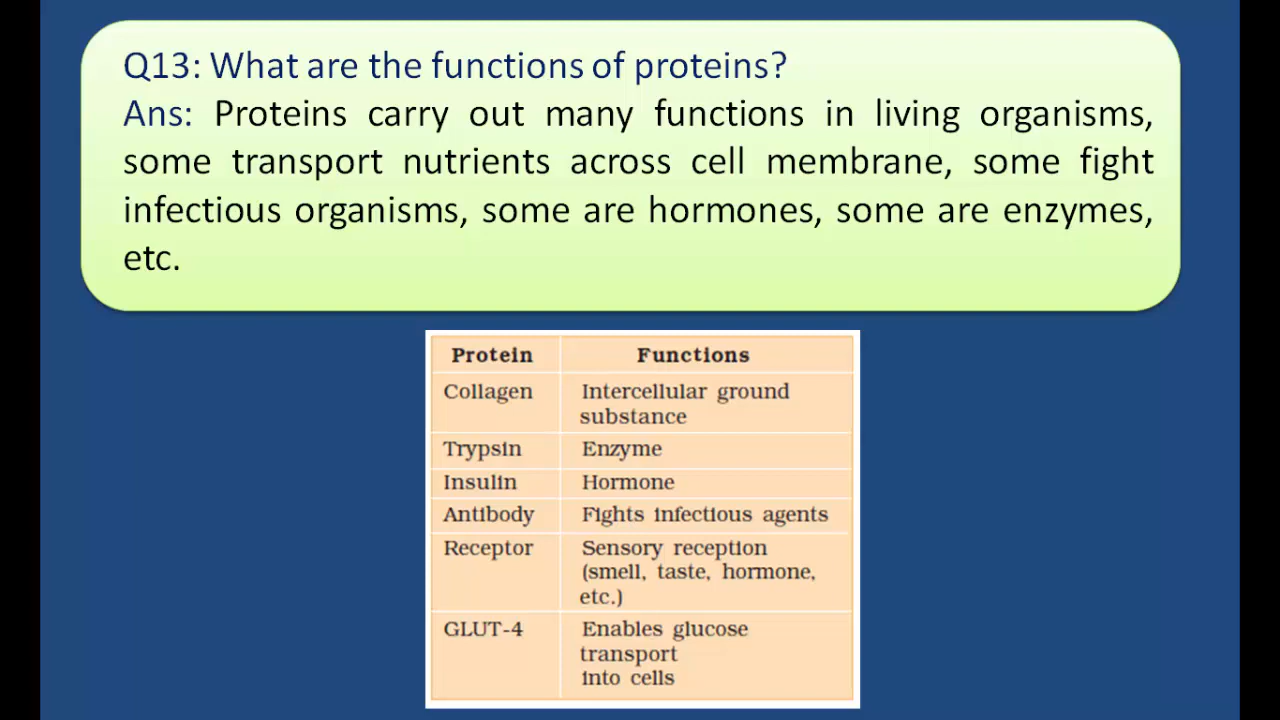 Q13: What are the functions of proteins?
Ans: Proteins carry out many functions in living organisms,
some transport nutrients across cell membrane, some fight
infectious organisms, some are hormones, some are enzymes,
etc.
Protein Functions
Collagen Intercellular ground
substance
Trypsin Enzyme
Insulin Hormone
Antibody Fights infectious agents
Receptor Sensory reception
(smell, taste, hormone,
etc.)
GLUT-4 Enables glucose
transport
into cells